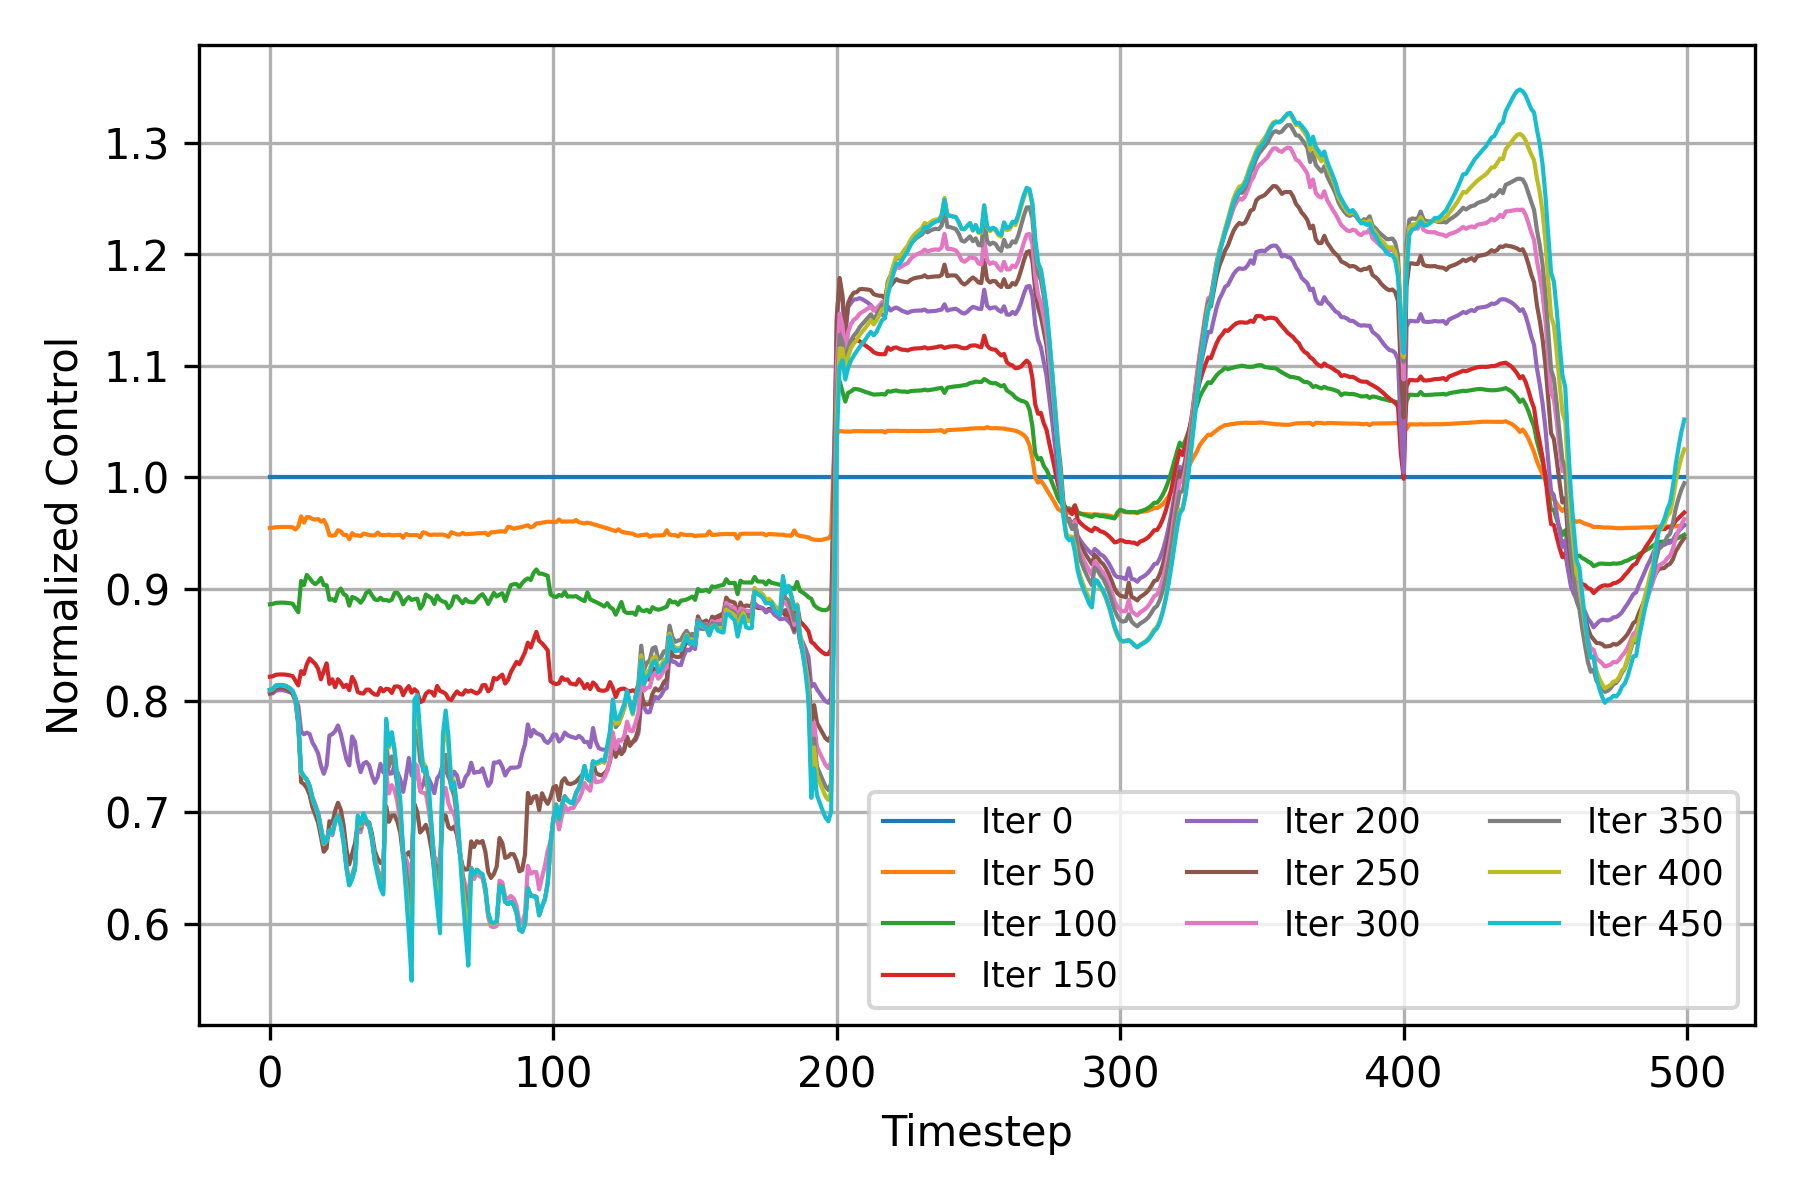 1.3
1.2
1.1
1.0
0.9
0.8
0.7
0.6
Normalized Control
Iter 0
Iter 50
Iter 100
Iter 150
Iter 200
Iter 250
Iter 300
Iter 350
Iter 400
Iter 450
0 100 200 300 400 500
Timestep